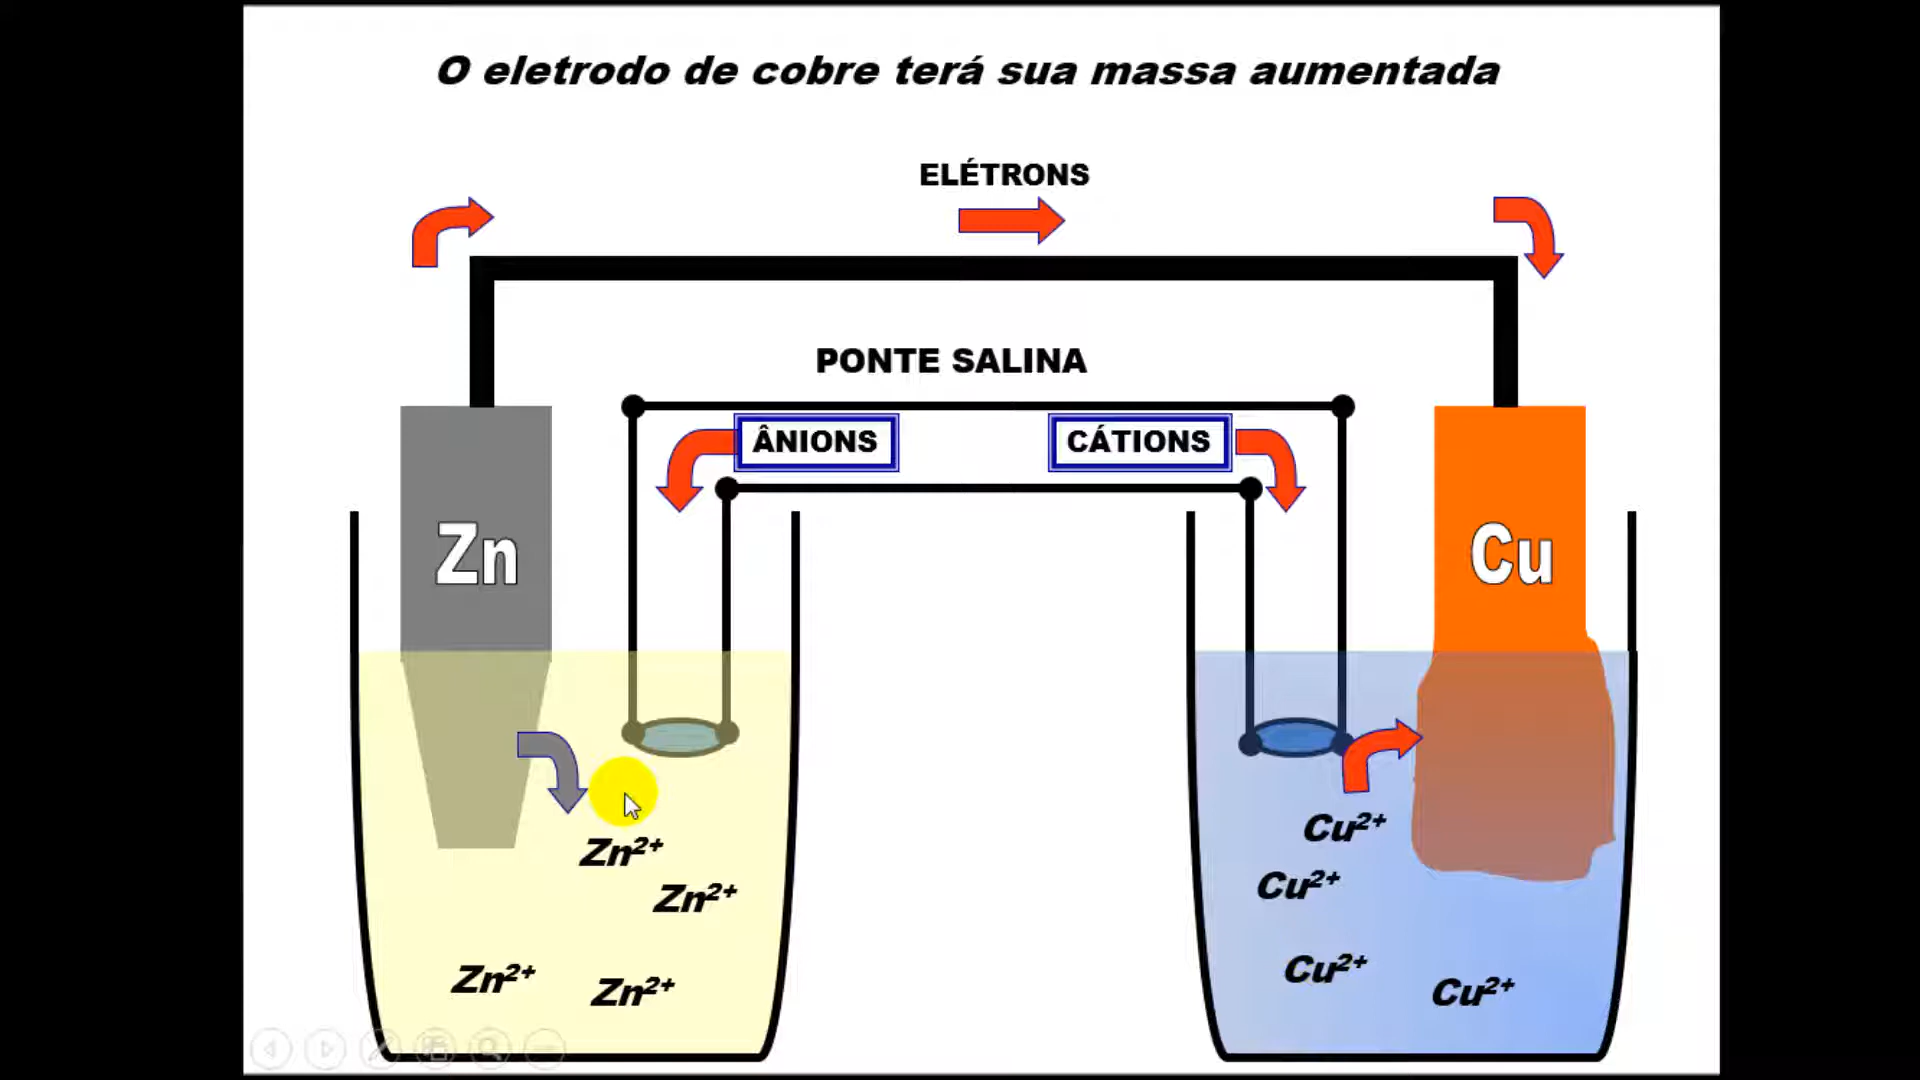 O eletrodo de cobre terá sua massa aumentada
ELÉTRONS
PONTE SALINA
ÂNIONS
CÁTIONS
Zn
Cu
Zn²⁺
Zn²⁺
Zn²⁺
Zn²⁺
Cu²⁺
Cu²⁺
Cu²⁺
Cu²⁺